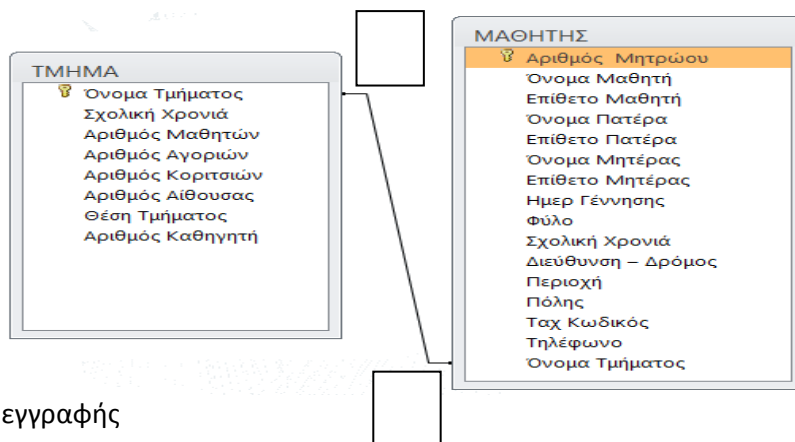 ΤΜΗΜΑ
Όνομα Τμήματος
Σχολική Χρονιά
Αριθμός Μαθητών
Αριθμός Αγοριών
Αριθμός Κοριτσιών
Αριθμός Αίθουσας
Θέση Τμήματος
Αριθμός Καθηγητή
ΜΑΘΗΤΗΣ
Αριθμός Μητρώου
Όνομα Μαθητή
Επίθετο Μαθητή
Όνομα Πατέρα
Επίθετο Πατέρα
Όνομα Μητέρας
Επίθετο Μητέρας
Ημερ Γέννησης
Φύλο
Σχολική Χρονιά
Διεύθυνση – Δρόμος
Περιοχή
Πόλης
Ταχ Κωδικός
Τηλέφωνο
Όνομα Τμήματος
εγγραφής